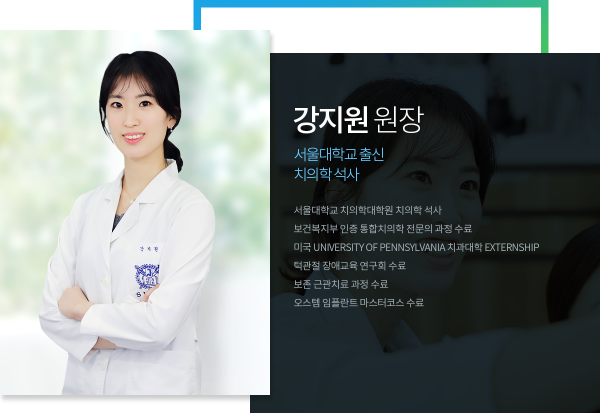 강지원 원장
서울대학교 출신
치의학 석사
서울대학교 치의학대학원 치의학 석사
보건복지부 인증 통합치의학 전문의 과정 수료
미국 UNIVERSITY OF PENNSYLVANIA 치과대학 EXTERNSHIP
턱관절 장애교육 연구회 수료
보존 근관치료 과정 수료
오스템 임플란트 마스터코스 수료
강 지 원